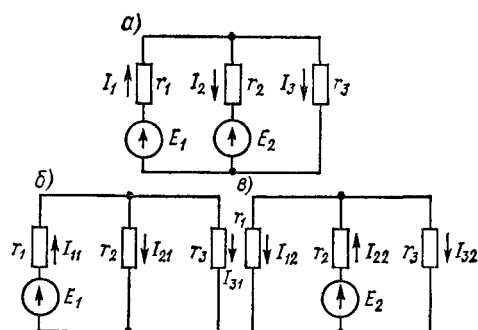 а)
I₁ r₁ I₂ r₂ I₃ r₃
E₁ E₂
б) в)
r₁ I₁₁ r₂ I₂₁ r₃ I₃₁ r₁ I₁₂ r₂ I₂₂ r₃ I₃₂
E₁ E₂